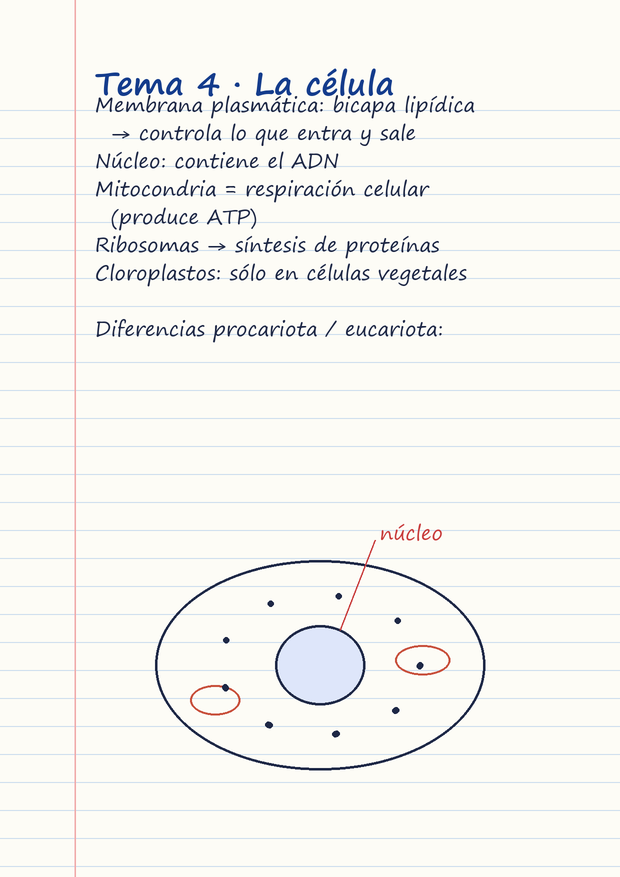 Tema 4 · La célula
Membrana plasmática: bicapa lipídica
→ controla lo que entra y sale
Núcleo: contiene el ADN
Mitocondria = respiración celular
(produce ATP)
Ribosomas → síntesis de proteínas
Cloroplastos: sólo en células vegetales
Diferencias procariota / eucariota:
núcleo